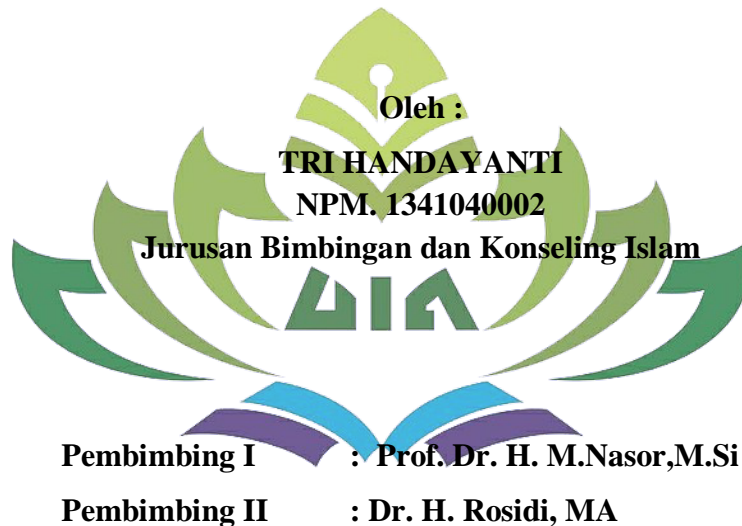 Oleh :
TRI HANDAYANTI
NPM. 1341040002
Jurusan Bimbingan dan Konseling Islam
UIN
Pembimbing I : Prof. Dr. H. M.Nasor,M.Si
Pembimbing II : Dr. H. Rosidi, MA